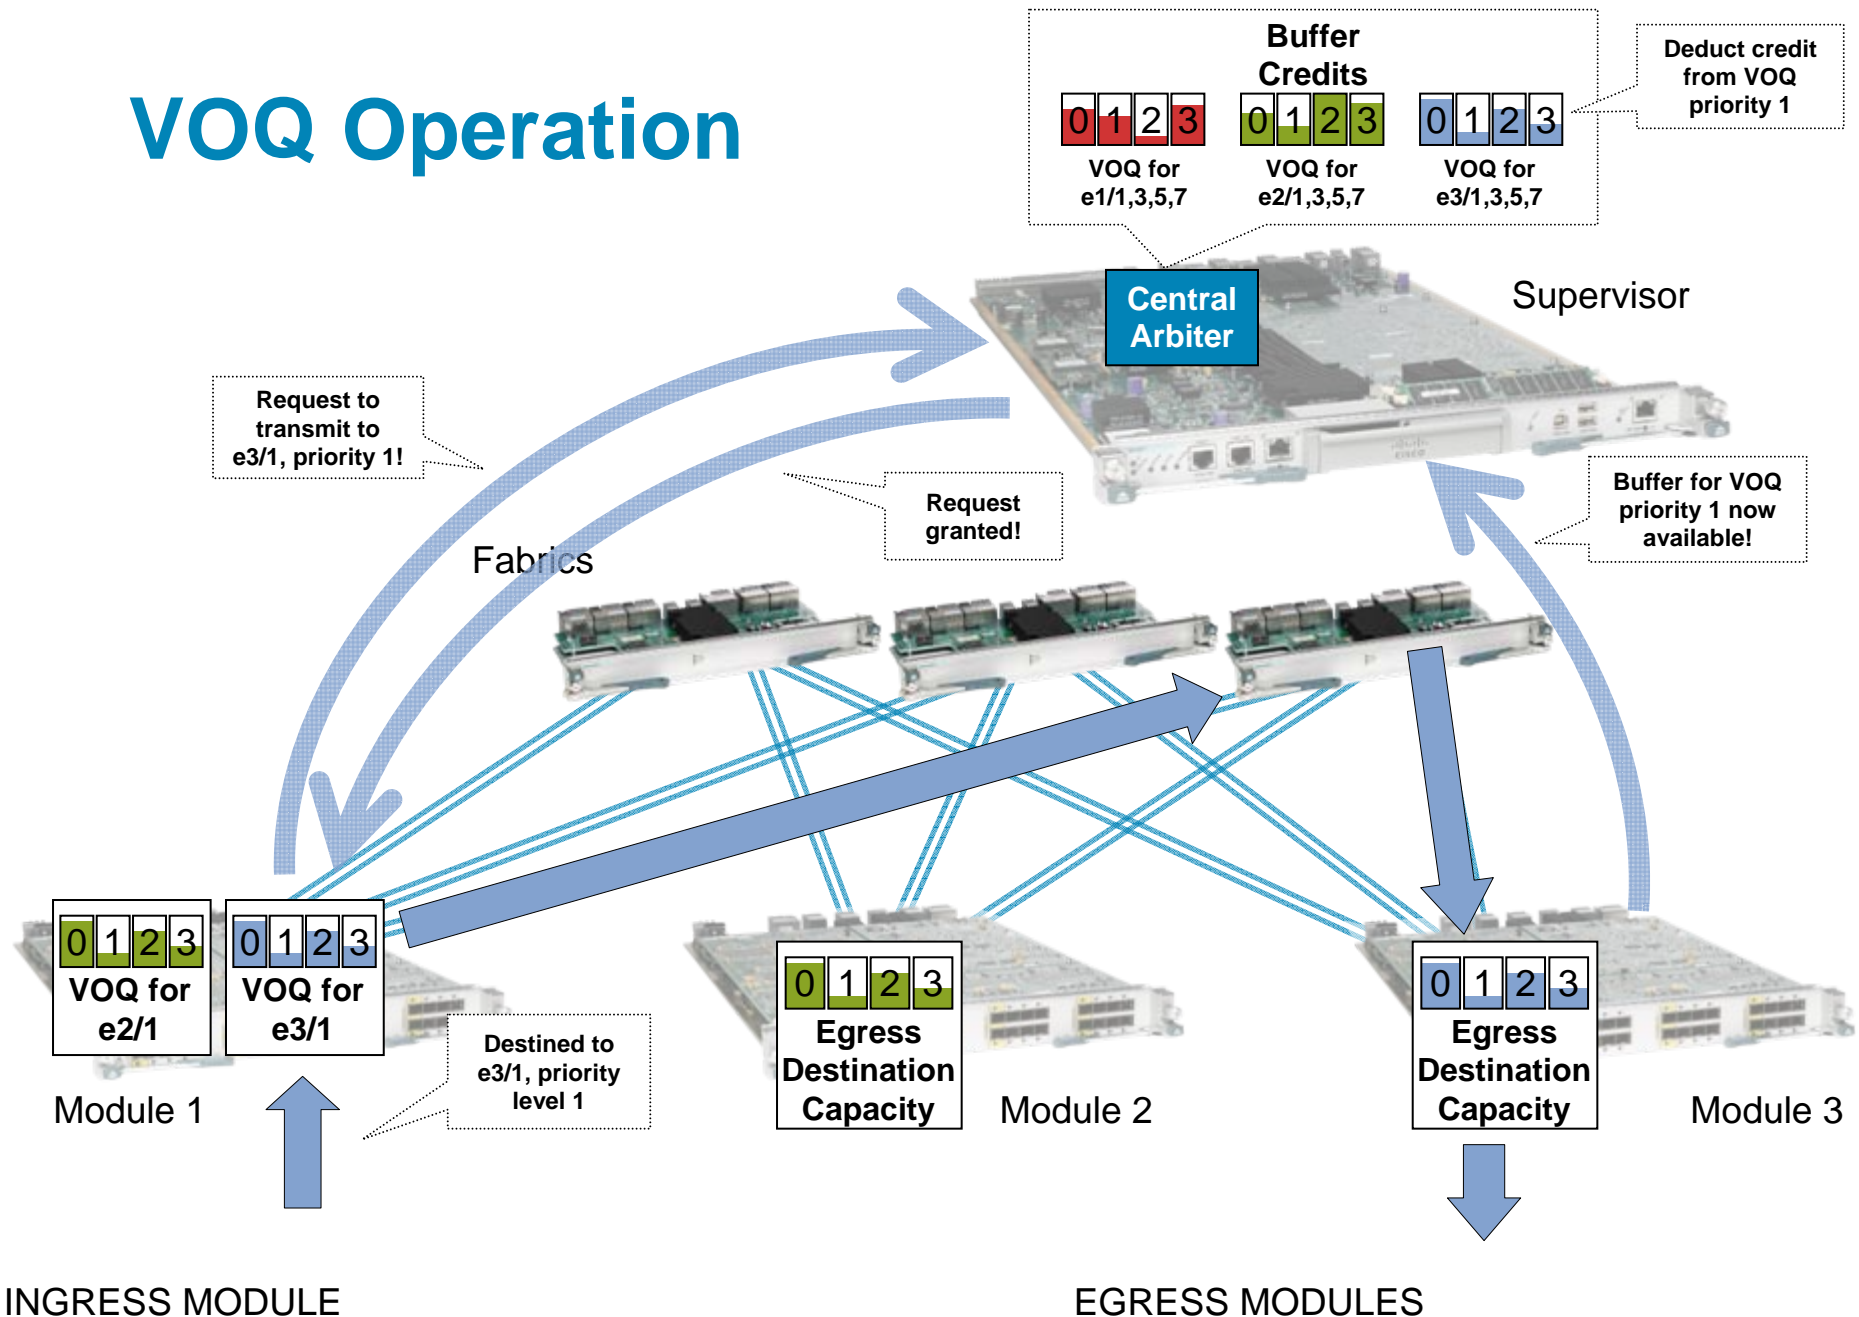 VOQ Operation
Buffer
Credits
0 1 2 3
0 1 2 3
0 1 2 3
VOQ for
e1/1,3,5,7
VOQ for
e2/1,3,5,7
VOQ for
e3/1,3,5,7
Deduct credit
from VOQ
priority 1
Central
Arbiter
Supervisor
Request to
transmit to
e3/1, priority 1!
Request
granted!
Buffer for VOQ
priority 1 now
available!
Fabrics
CISCO
0 1 2 3
VOQ for
e2/1
0 1 2 3
VOQ for
e3/1
Module 1
Destined to
e3/1, priority
level 1
0 1 2 3
Egress
Destination
Capacity
Module 2
0 1 2 3
Egress
Destination
Capacity
Module 3
INGRESS MODULE
EGRESS MODULES